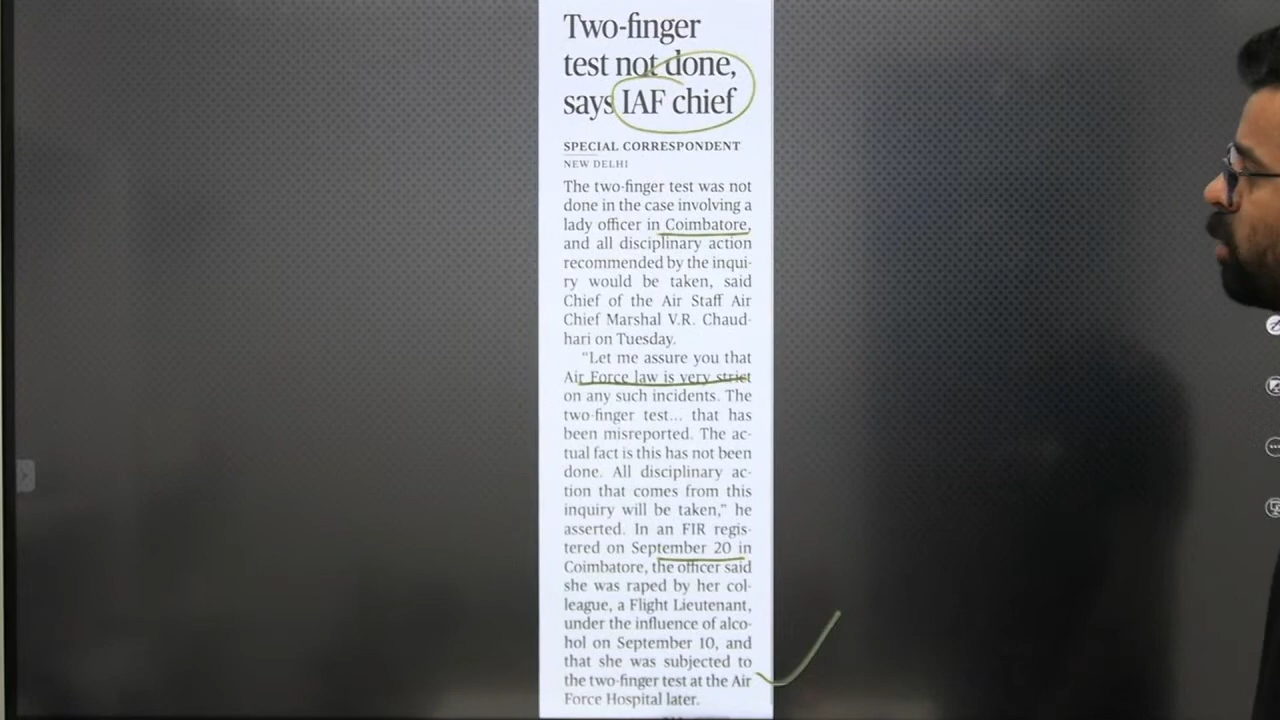 Two-finger
test not done,
says IAF chief
SPECIAL CORRESPONDENT
NEW DELHI
The two-finger test was not
done in the case involving a
lady officer in Coimbatore,
and all disciplinary action
recommended by the inqui-
ry would be taken, said
Chief of the Air Staff Air
Chief Marshal V.R. Chaud-
hari on Tuesday.
“Let me assure you that
Air Force law is very strict
on any such incidents. The
two-finger test... that has
been misreported. The ac-
tual fact is this has not been
done. All disciplinary ac-
tion that comes from this
inquiry will be taken,” he
asserted. In an FIR regis-
tered on September 20 in
Coimbatore, the officer said
she was raped by her col-
league, a Flight Lieutenant,
under the influence of alco-
hol on September 10, and
that she was subjected to
the two-finger test at the Air
Force Hospital later.